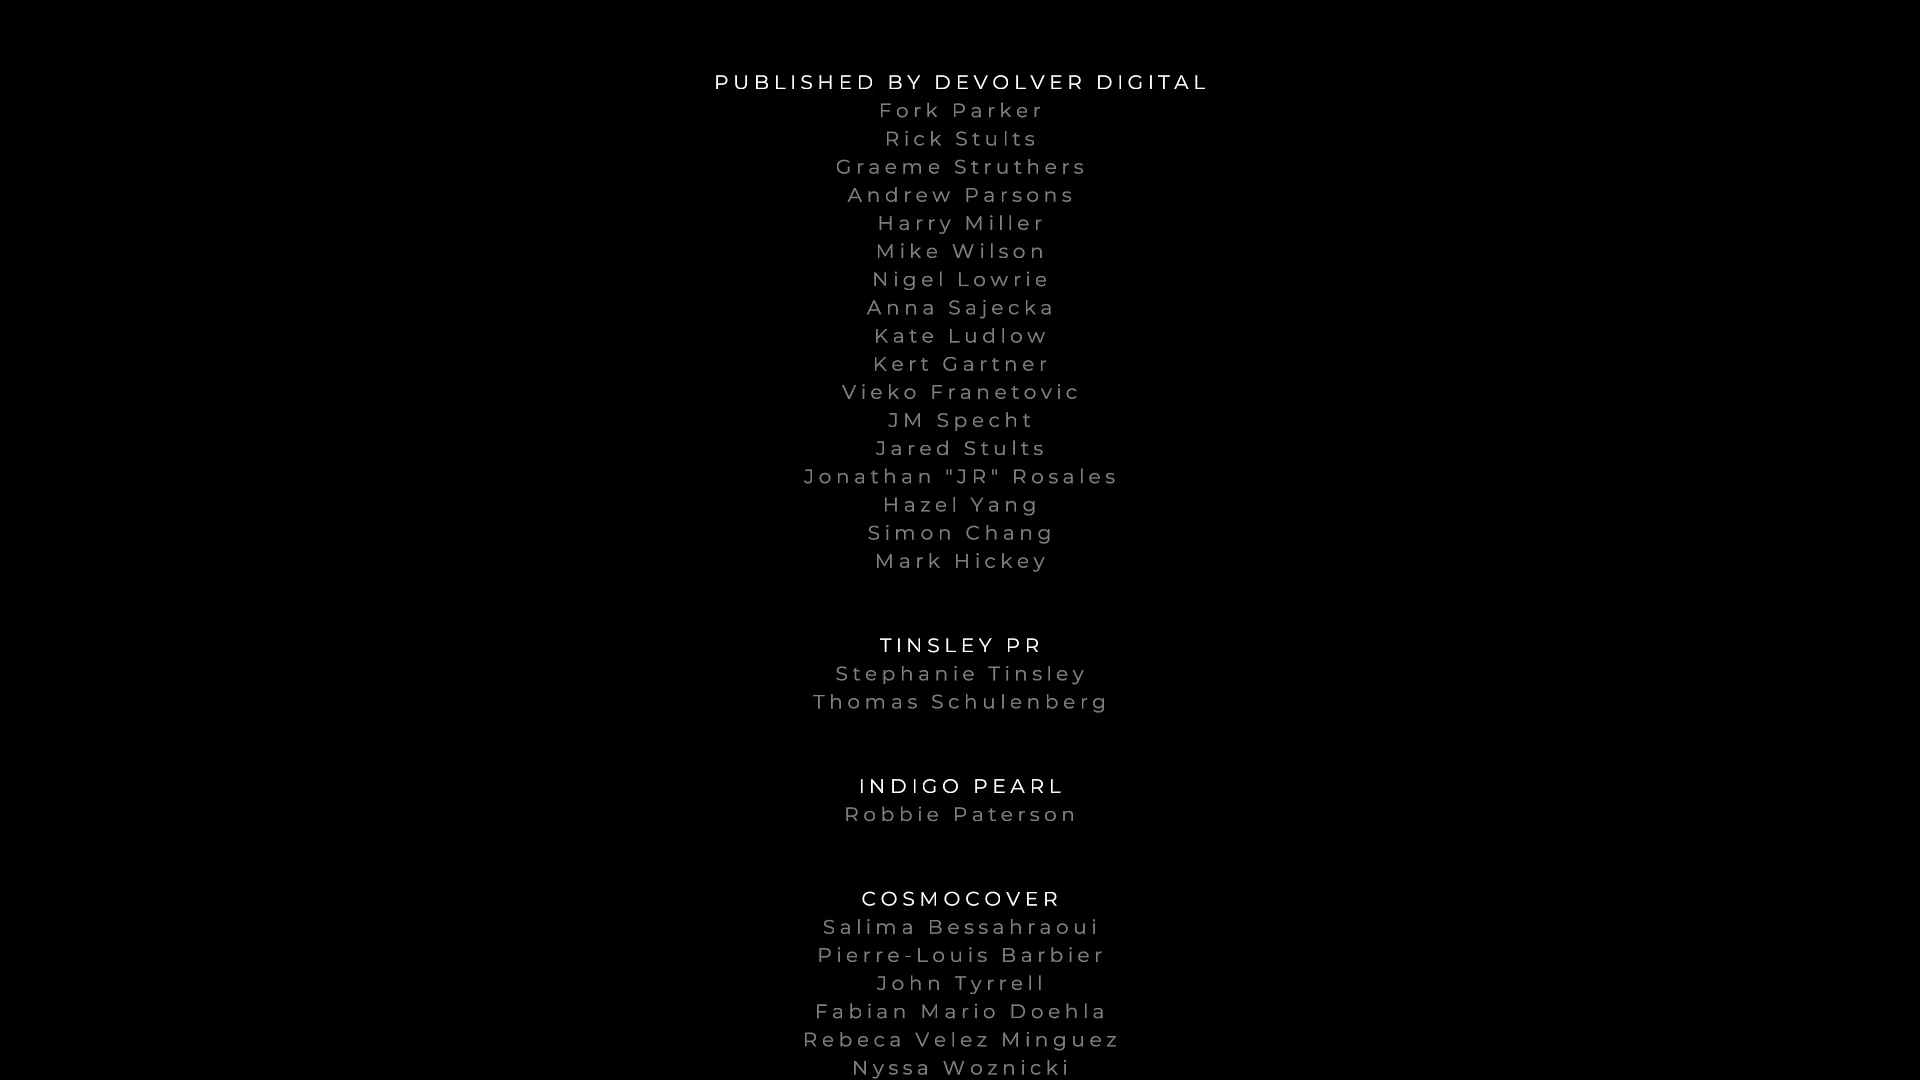 PUBLISHED BY DEVOLVER DIGITAL
Fork Parker
Rick Stults
Graeme Struthers
Andrew Parsons
Harry Miller
Mike Wilson
Nigel Lowrie
Anna Sajecka
Kate Ludlow
Kert Gartner
Vieko Franetovic
JM Specht
Jared Stults
Jonathan "JR" Rosales
Hazel Yang
Simon Chang
Mark Hickey
TINSLEY PR
Stephanie Tinsley
Thomas Schulenberg
INDIGO PEARL
Robbie Paterson
COSMOCOVER
Salima Bessahraoui
Pierre-Louis Barbier
John Tyrrell
Fabian Mario Doehla
Rebeca Velez Minguez
Nyssa Woznicki